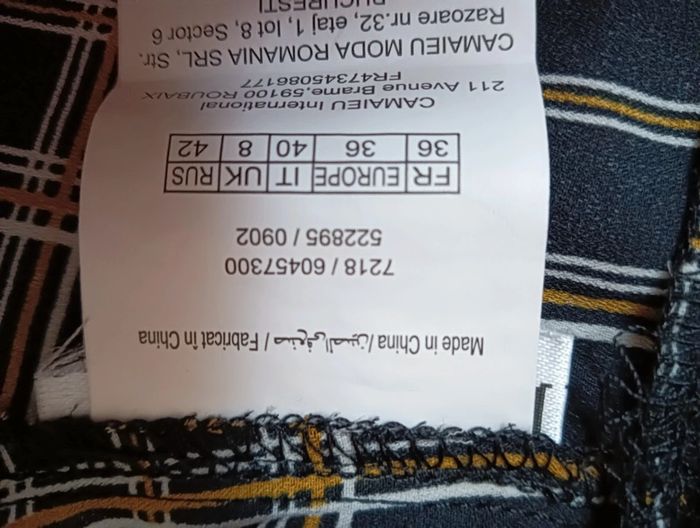 Made in China / صنع في الصين / Fabricat în China
7218 / 60457300
522895 / 0902
FR EUROPE IT UK RUS
36 36 40 8 42
CAMAIEU International
211 Avenue Brame,59100 ROUBAIX
FR47345086177
CAMAIEU MODA ROMANIA SRL, Str.
Razoare nr.32, etaj 1, lot 8, Sector 6
BUCURESTI